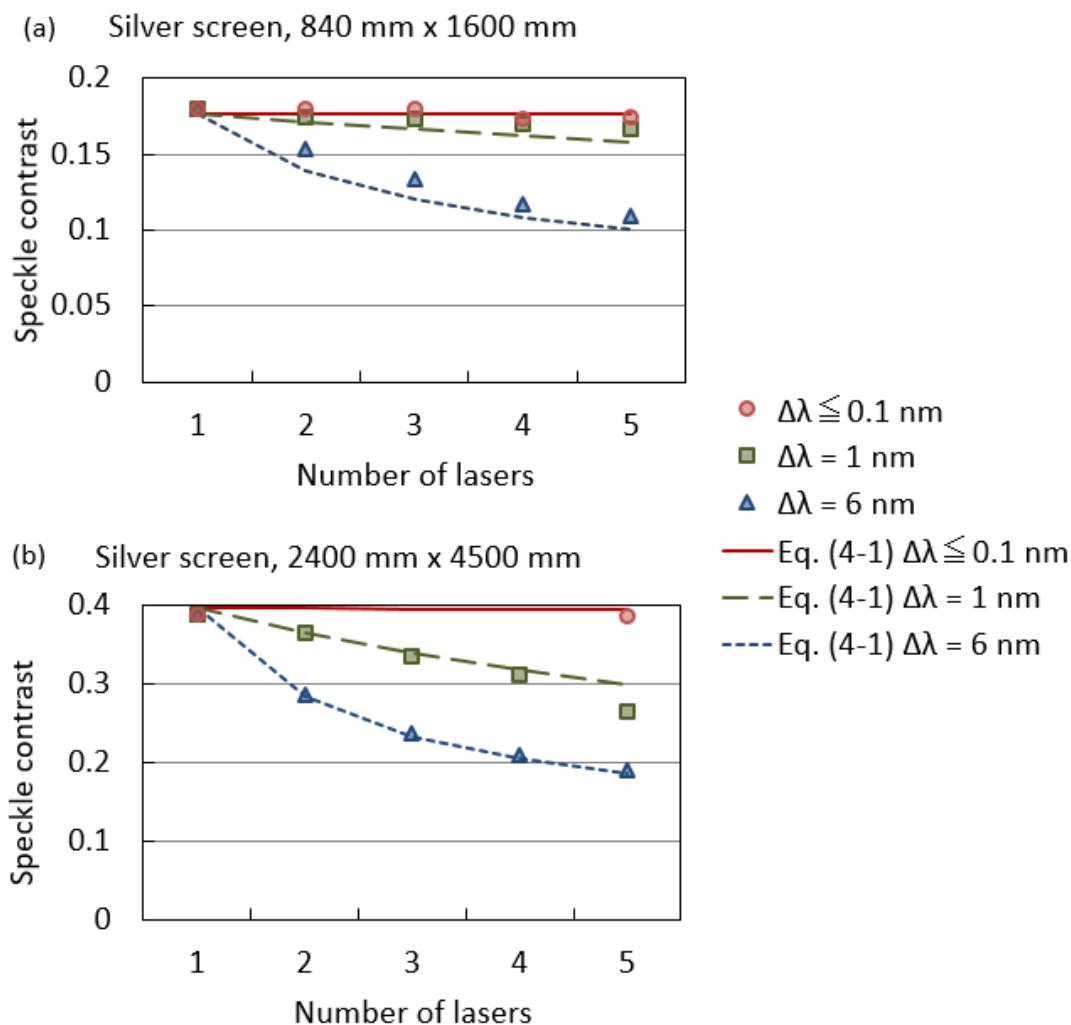 (a) Silver screen, 840 mm x 1600 mm
Speckle contrast
0.2
0.15
0.1
0.05
0
1 2 3 4 5
Number of lasers
Δλ ≦ 0.1 nm
Δλ = 1 nm
Δλ = 6 nm
Eq. (4-1) Δλ ≦ 0.1 nm
Eq. (4-1) Δλ = 1 nm
Eq. (4-1) Δλ = 6 nm
(b) Silver screen, 2400 mm x 4500 mm
Speckle contrast
0.4
0.3
0.2
0.1
0
1 2 3 4 5
Number of lasers